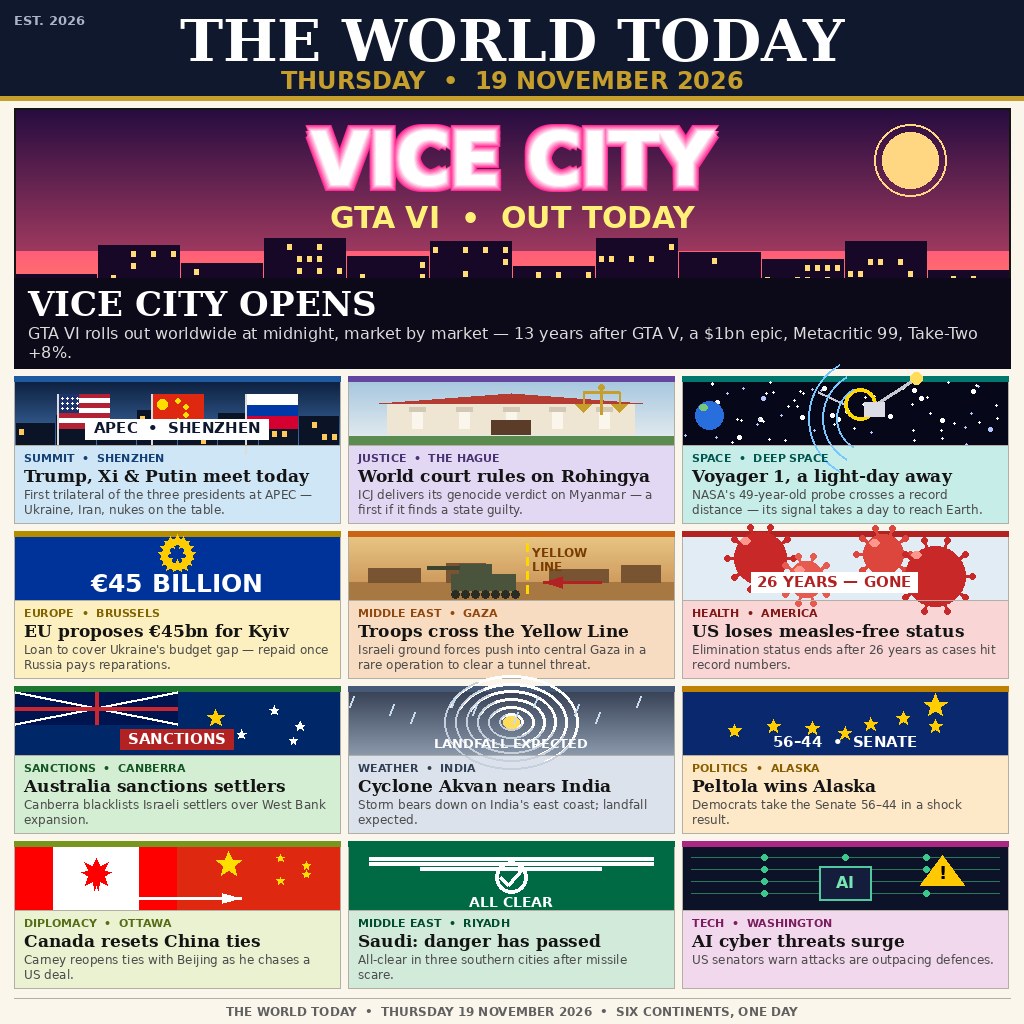 EST. 2026
THE WORLD TODAY
THURSDAY • 19 NOVEMBER 2026
VICE CITY
GTA VI • OUT TODAY
VICE CITY OPENS
GTA VI rolls out worldwide at midnight, market by market — 13 years after GTA V, a $1bn epic, Metacritic 99, Take-Two
+8%.
APEC • SHENZHEN
SUMMIT • SHENZHEN
Trump, Xi & Putin meet today
First trilateral of the three presidents at APEC —
Ukraine, Iran, nukes on the table.
JUSTICE • THE HAGUE
World court rules on Rohingya
ICJ delivers its genocide verdict on Myanmar — a
first if it finds a state guilty.
SPACE • DEEP SPACE
Voyager 1, a light-day away
NASA's 49-year-old probe crosses a record
distance — its signal takes a day to reach Earth.
€45 BILLION
EUROPE • BRUSSELS
EU proposes €45bn for Kyiv
Loan to cover Ukraine's budget gap — repaid once
Russia pays reparations.
YELLOW
LINE
MIDDLE EAST • GAZA
Troops cross the Yellow Line
Israeli ground forces push into central Gaza in a
rare operation to clear a tunnel threat.
26 YEARS — GONE
HEALTH • AMERICA
US loses measles-free status
Elimination status ends after 26 years as cases hit
record numbers.
SANCTIONS
SANCTIONS • CANBERRA
Australia sanctions settlers
Canberra blacklists Israeli settlers over West Bank
expansion.
LANDFALL EXPECTED
WEATHER • INDIA
Cyclone Akvan nears India
Storm bears down on India's east coast; landfall
expected.
56–44 • SENATE
POLITICS • ALASKA
Peltola wins Alaska
Democrats take the Senate 56–44 in a shock
result.
DIPLOMACY • OTTAWA
Canada resets China ties
Carney reopens ties with Beijing as he chases a
US deal.
ALL CLEAR
MIDDLE EAST • RIYADH
Saudi: danger has passed
All-clear in three southern cities after missile
scare.
AI
!
TECH • WASHINGTON
AI cyber threats surge
US senators warn attacks are outpacing defences.
THE WORLD TODAY • THURSDAY 19 NOVEMBER 2026 • SIX CONTINENTS, ONE DAY